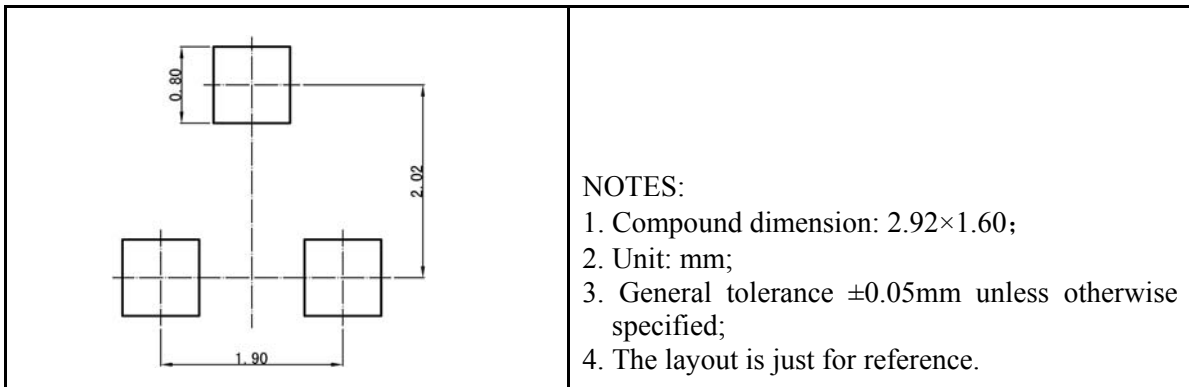 0.80
2.02
1.90
NOTES:
1. Compound dimension: 2.92×1.60；
2. Unit: mm;
3. General tolerance ±0.05mm unless otherwise
specified;
4. The layout is just for reference.